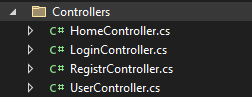 Controllers
C# HomeController.cs
C# LoginController.cs
C# RegistrController.cs
C# UserController.cs